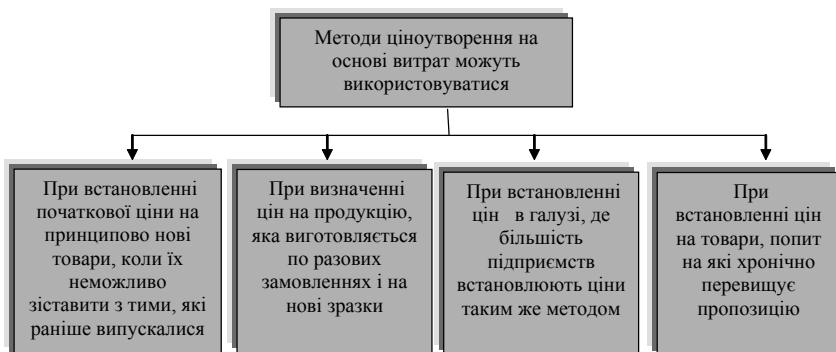 Методи ціноутворення на
основі витрат можуть
використовуватися
При встановленні
початкової ціни на
принципово нові
товари, коли їх
неможливо
зіставити з тими, які
раніше випускалися
При визначенні
цін на продукцію,
яка виготовляється
по разових
замовленнях і на
нові зразки
При встановленні
цін в галузі, де
більшість
підприємств
встановлюють ціни
таким же методом
При
встановленні цін
на товари, попит
на які хронічно
перевищує
пропозицію